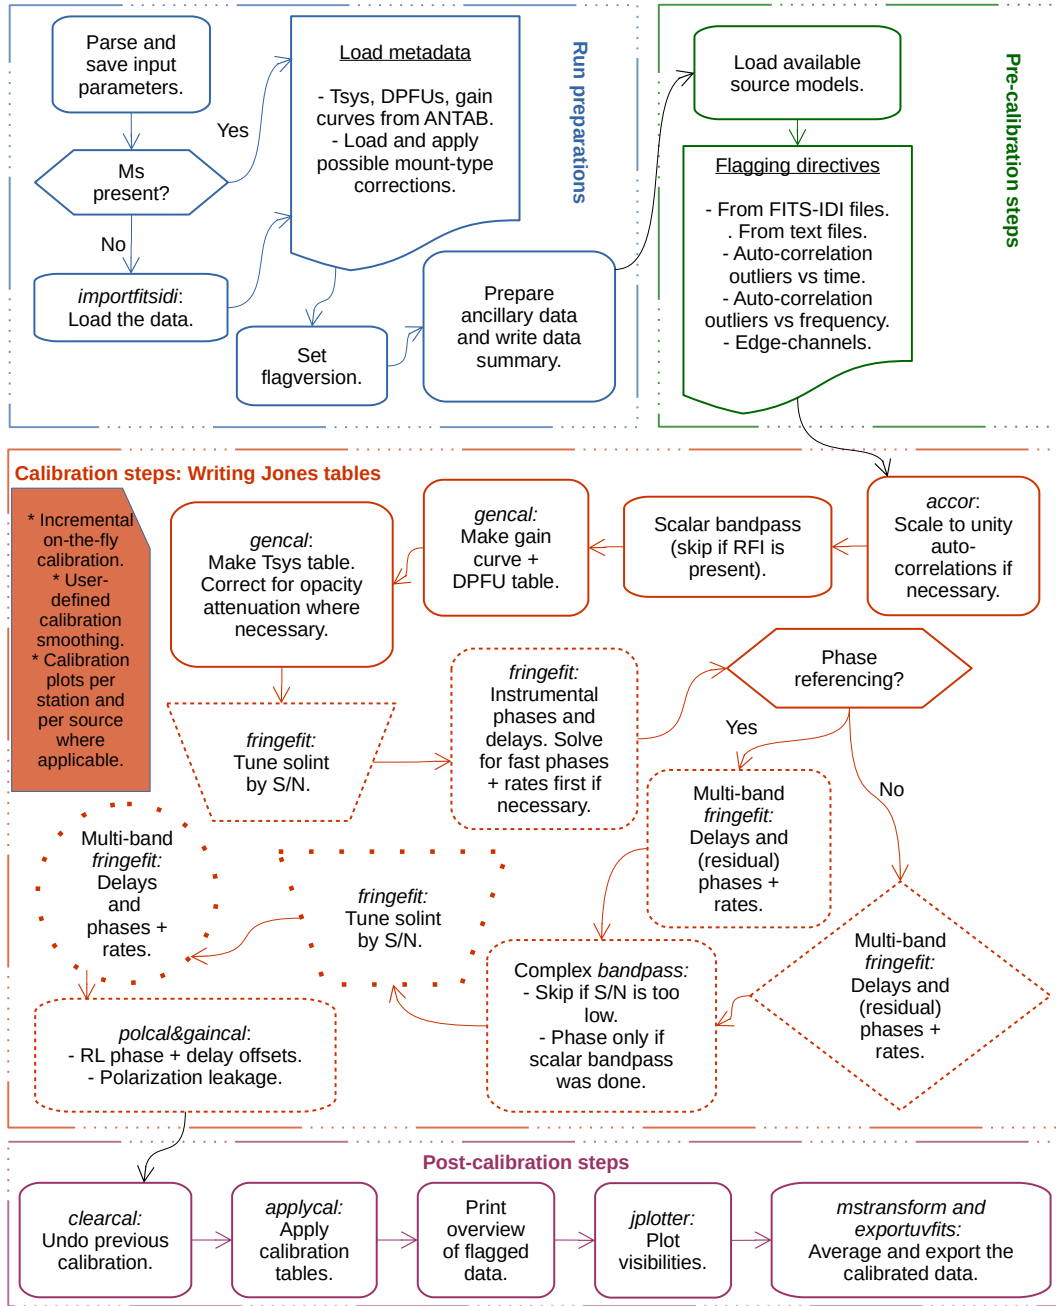 Parse and
save input
parameters.
Yes
Ms
present?
No
importfitsidi:
Load the data.
Load metadata
- Tsys, DPFUs, gain
curves from ANTAB.
- Load and apply
possible mount-type
corrections.
Set
flagversion.
Prepare
ancillary data
and write data
summary.
Run preparations
Load available
source models.
Flagging directives
- From FITS-IDI files.
. From text files.
- Auto-correlation
outliers vs time.
- Auto-correlation
outliers vs frequency.
- Edge-channels.
Pre-calibration steps
Calibration steps: Writing Jones tables
* Incremental
on-the-fly
calibration.
* User-
defined
calibration
smoothing.
* Calibration
plots per
station and
per source
where
applicable.
accor:
Scale to unity
auto-
correlations if
necessary.
Scalar bandpass
(skip if RFI is
present).
gencal:
Make gain
curve +
DPFU table.
gencal:
Make Tsys table.
Correct for opacity
attenuation where
necessary.
fringefit:
Tune solint
by S/N.
fringefit:
Instrumental
phases and
delays. Solve
for fast phases
+ rates first if
necessary.
Phase
referencing?
Yes
No
Multi-band
fringefit:
Delays and
(residual)
phases +
rates.
Multi-band
fringefit:
Delays and
(residual)
phases +
rates.
Complex bandpass:
- Skip if S/N is too
low.
- Phase only if
scalar bandpass
was done.
fringefit:
Tune solint
by S/N.
Multi-band
fringefit:
Delays
and
phases +
rates.
polcal&gaincal:
- RL phase + delay offsets.
- Polarization leakage.
Post-calibration steps
clearcal:
Undo previous
calibration.
applycal:
Apply
calibration
tables.
Print
overview
of flagged
data.
jplotter:
Plot
visibilities.
mstransform and
exportuvfits:
Average and export the
calibrated data.